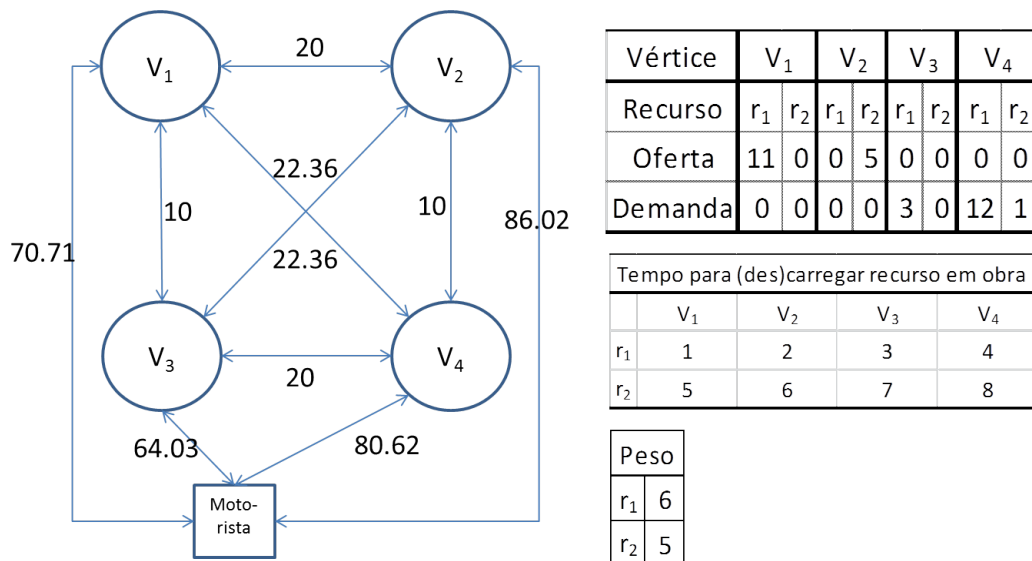 20
V1
V2
22.36
10
10
70.71
86.02
22.36
V3
V4
20
64.03
80.62
Moto-
rista
Vértice V1 V2 V3 V4
Recurso r1 r2 r1 r2 r1 r2 r1 r2
Oferta 11 0 0 5 0 0 0 0
Demanda 0 0 0 0 3 0 12 1
Tempo para (des)carregar recurso em obra
V1 V2 V3 V4
r1 1 2 3 4
r2 5 6 7 8
Peso
r1 6
r2 5